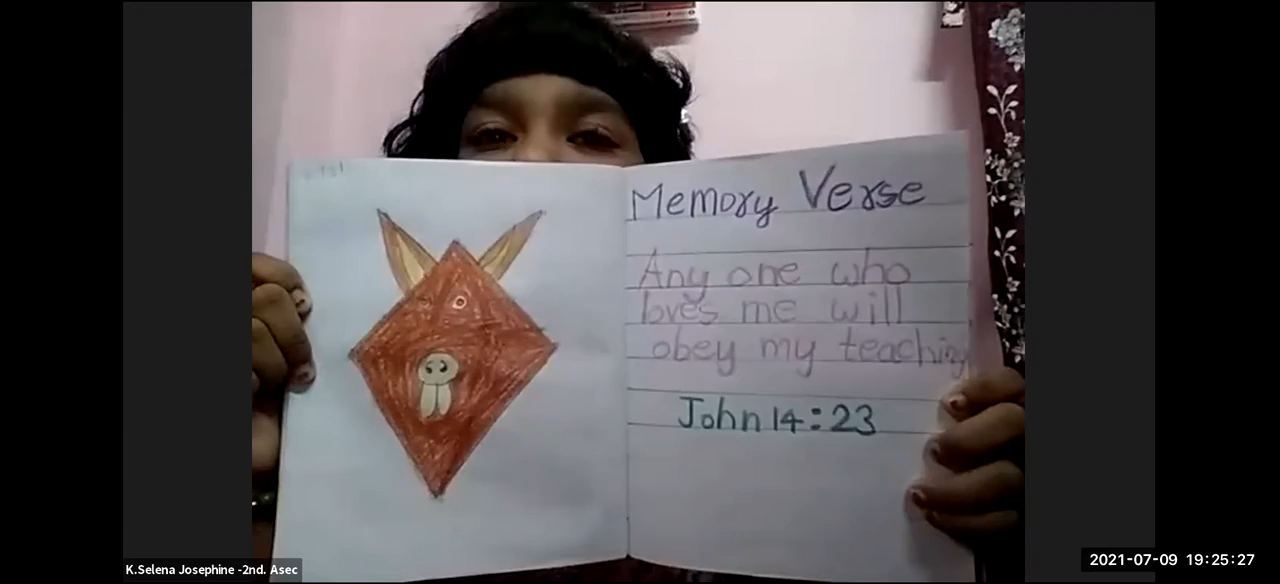 Memory Verse
Any one who
loves me will
obey my teaching
John 14:23
K.Selena Josephine -2nd. Asec
2021-07-09 19:25:27